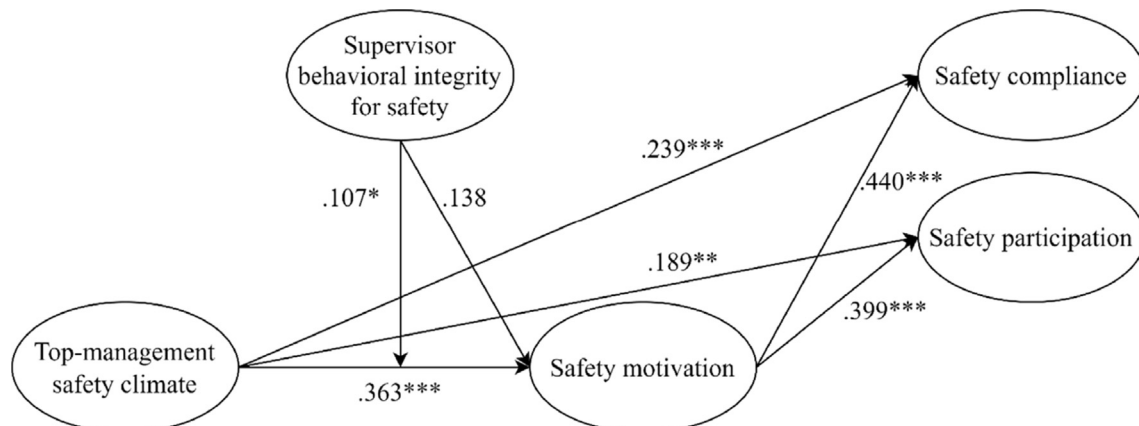 Supervisor
behavioral integrity
for safety
Safety compliance
.239***
.107*
.138
.440***
Safety participation
.189**
.399***
Top-management
safety climate
Safety motivation
.363***